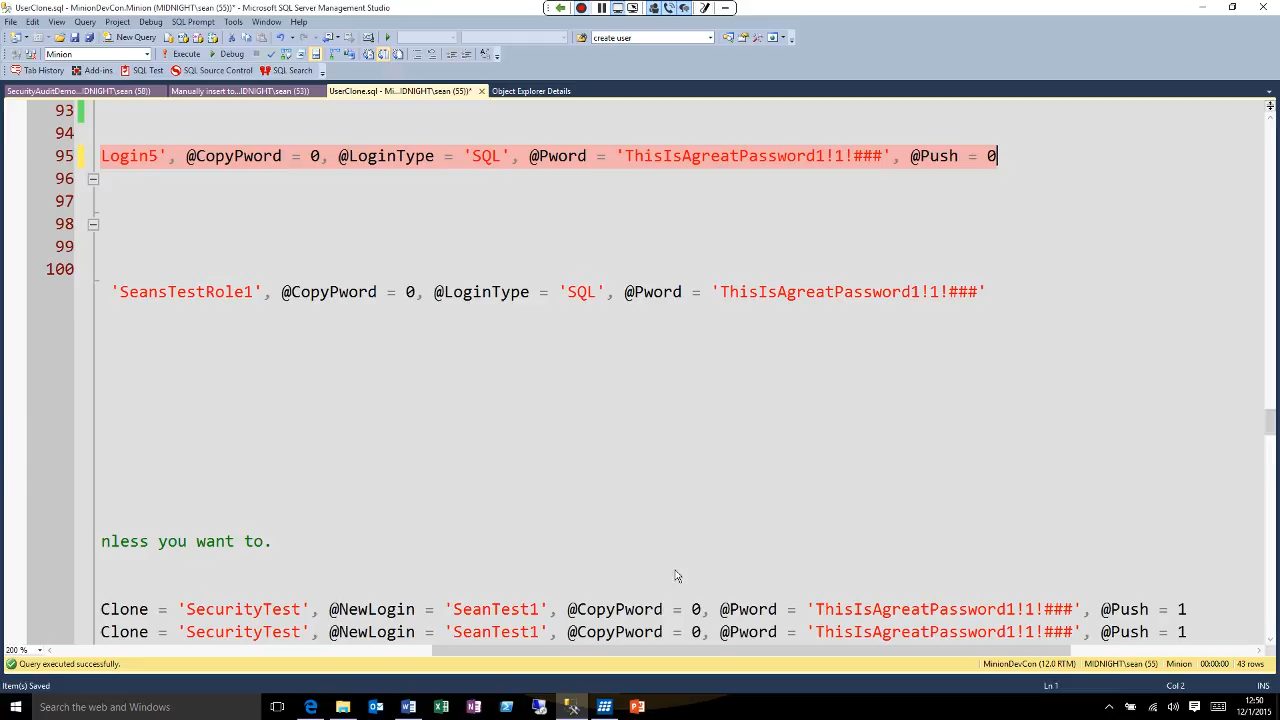 UserClone.sql - MinionDevCon.Minion (MIDNIGHT\sean (55))* - Microsoft SQL Server Management Studio
File Edit View Query Project Debug SQL Prompt Tools Window Help
New Query create user
Minion Execute Debug
Tab History Add-ins SQL Test SQL Source Control SQL Search
SecurityAuditDemo...IDNIGHT\sean (58)) Manually insert to...IDNIGHT\sean (53)) UserClone.sql - Mi...IDNIGHT\sean (55))* Object Explorer Details
93
94
95 Login5', @CopyPword = 0, @LoginType = 'SQL', @Pword = 'ThisIsAgreatPassword1!1!###', @Push = 0
96
97
98
99
100
'SeansTestRole1', @CopyPword = 0, @LoginType = 'SQL', @Pword = 'ThisIsAgreatPassword1!1!###'
nless you want to.
Clone = 'SecurityTest', @NewLogin = 'SeanTest1', @CopyPword = 0, @Pword = 'ThisIsAgreatPassword1!1!###', @Push = 1
Clone = 'SecurityTest', @NewLogin = 'SeanTest1', @CopyPword = 0, @Pword = 'ThisIsAgreatPassword1!1!###', @Push = 1
200 %
Query executed successfully. MinionDevCon (12.0 RTM) MIDNIGHT\sean (55) Minion 00:00:00 43 rows
Item(s) Saved Ln 1 Col 2 INS
Search the web and Windows 12:50
12/1/2015